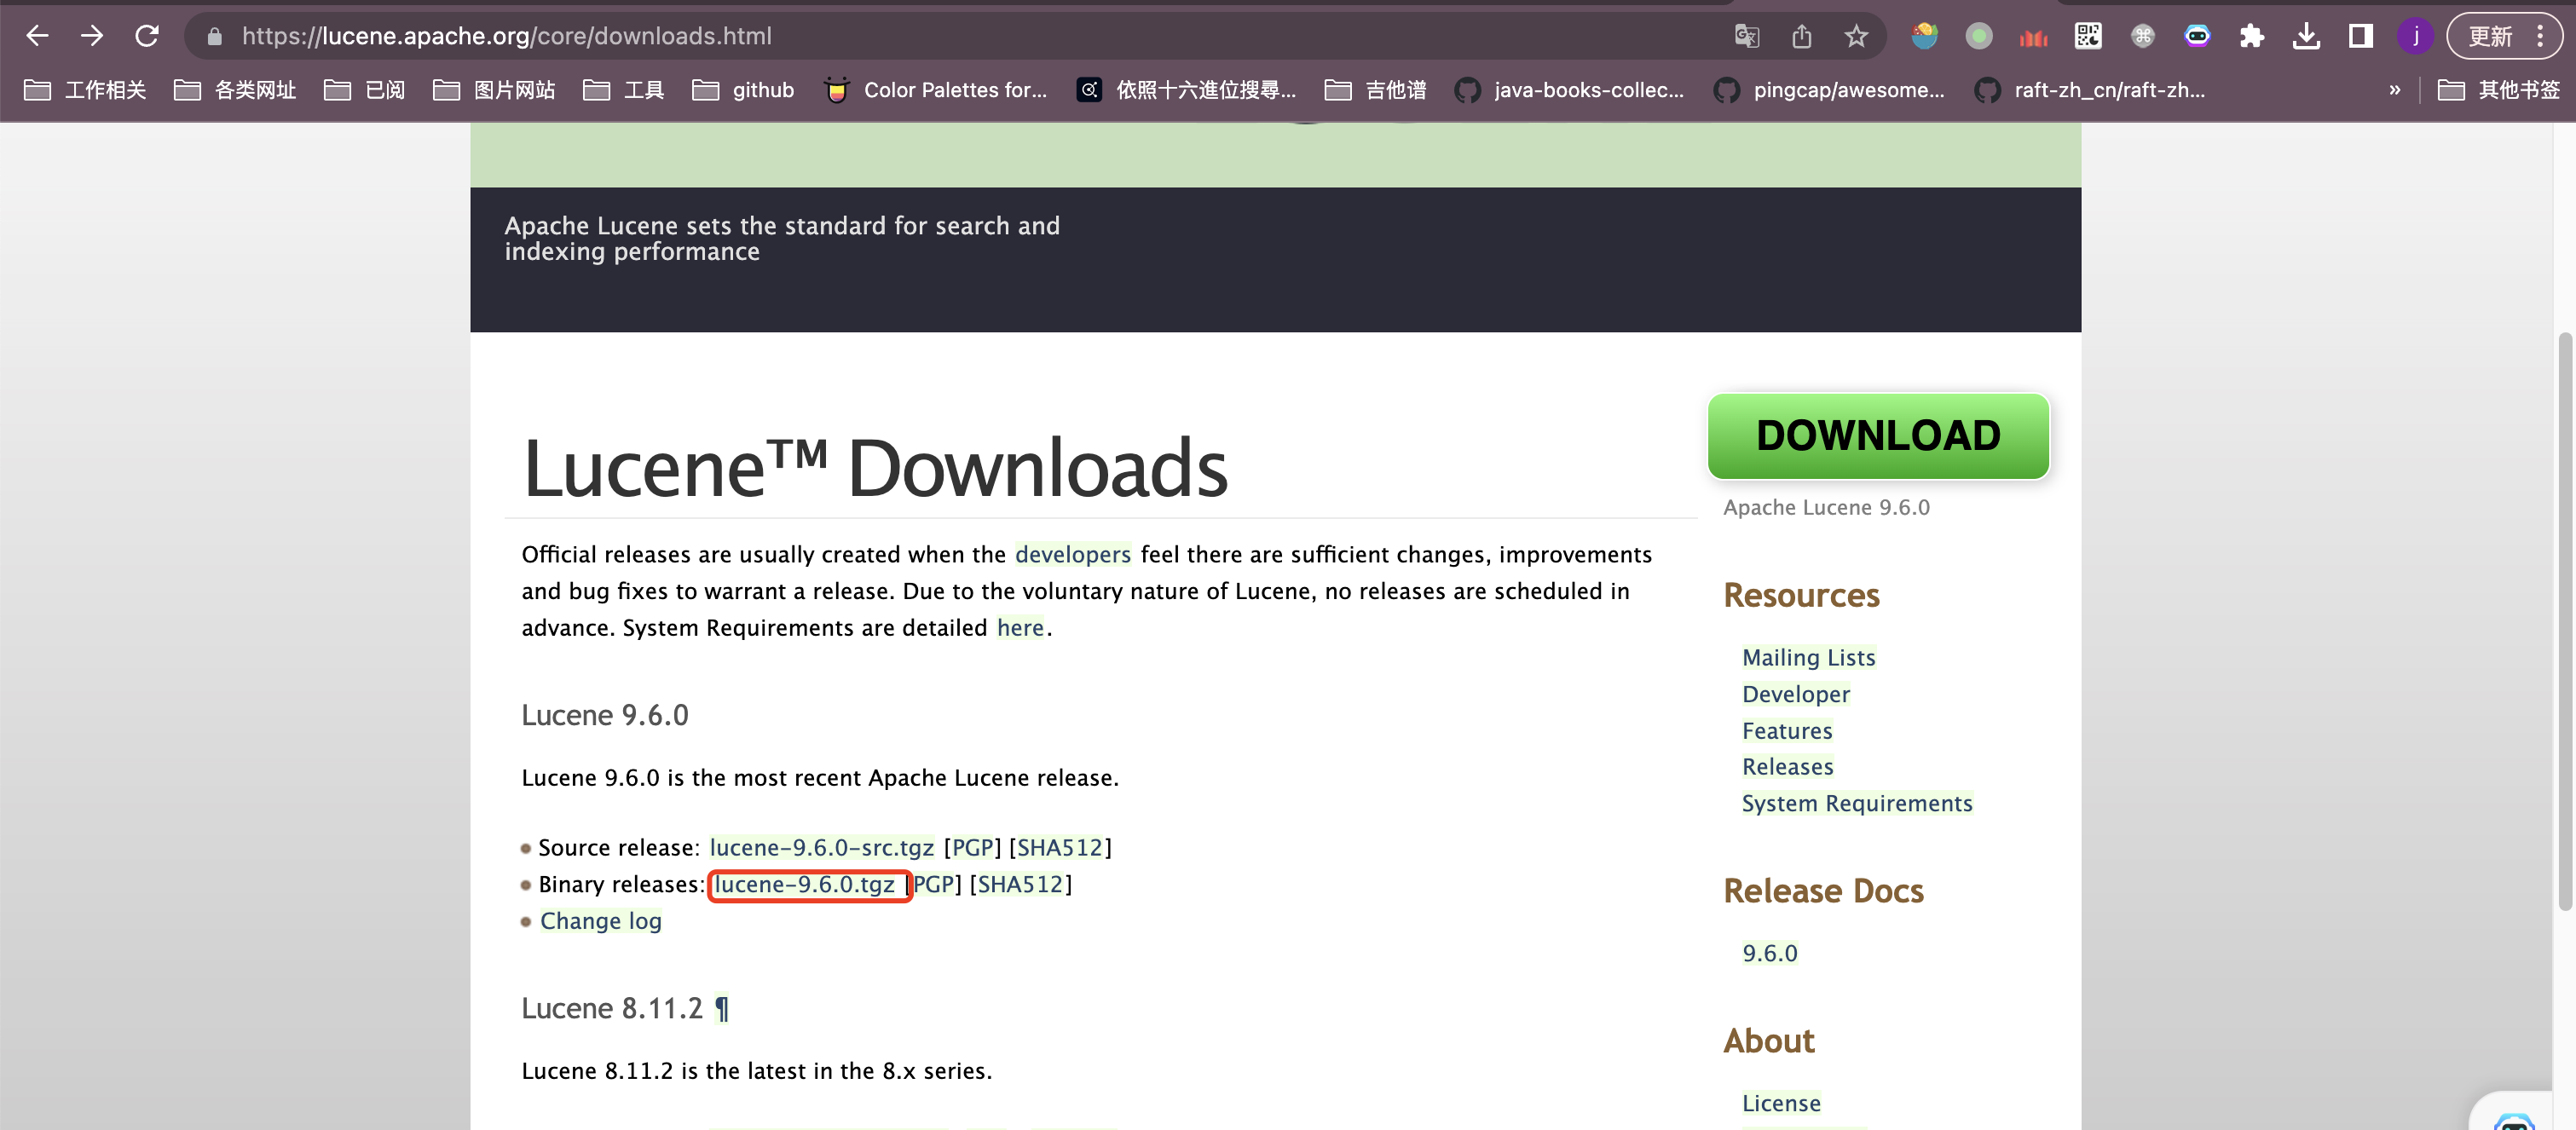 https://lucene.apache.org/core/downloads.html
更新
j
工作相关
各类网址
已阅
图片网站
工具
github
Color Palettes for...
依照十六進位搜尋...
吉他谱
java-books-collec...
pingcap/awesome...
raft-zh_cn/raft-zh...
»
其他书签
Apache Lucene sets the standard for search and
indexing performance
Lucene™ Downloads
Official releases are usually created when the developers feel there are sufficient changes, improvements
and bug fixes to warrant a release. Due to the voluntary nature of Lucene, no releases are scheduled in
advance. System Requirements are detailed here.
Lucene 9.6.0
Lucene 9.6.0 is the most recent Apache Lucene release.
Source release: lucene-9.6.0-src.tgz [PGP] [SHA512]
Binary releases: lucene-9.6.0.tgz [PGP] [SHA512]
Change log
Lucene 8.11.2 ¶
Lucene 8.11.2 is the latest in the 8.x series.
DOWNLOAD
Apache Lucene 9.6.0
Resources
Mailing Lists
Developer
Features
Releases
System Requirements
Release Docs
9.6.0
About
License